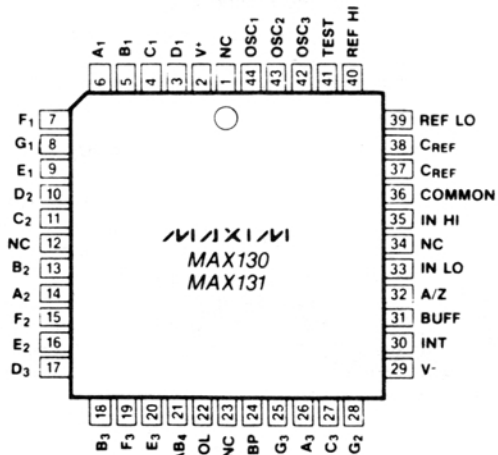 A1 B1 C1 D1 V+ NC OSC1 OSC2 OSC3 TEST REF HI
6 5 4 3 2 1 44 43 42 41 40
F1 7
G1 8
E1 9
D2 10
C2 11
NC 12
B2 13
A2 14
F2 15
E2 16
D3 17
MAXIM
MAX130
MAX131
39 REF LO
38 CREF
37 CREF
36 COMMON
35 IN HI
34 NC
33 IN LO
32 A/Z
31 BUFF
30 INT
29 V-
18 19 20 21 22 23 24 25 26 27 28
B3 F3 E3 AB4 OL NC BP G3 A3 C3 G2